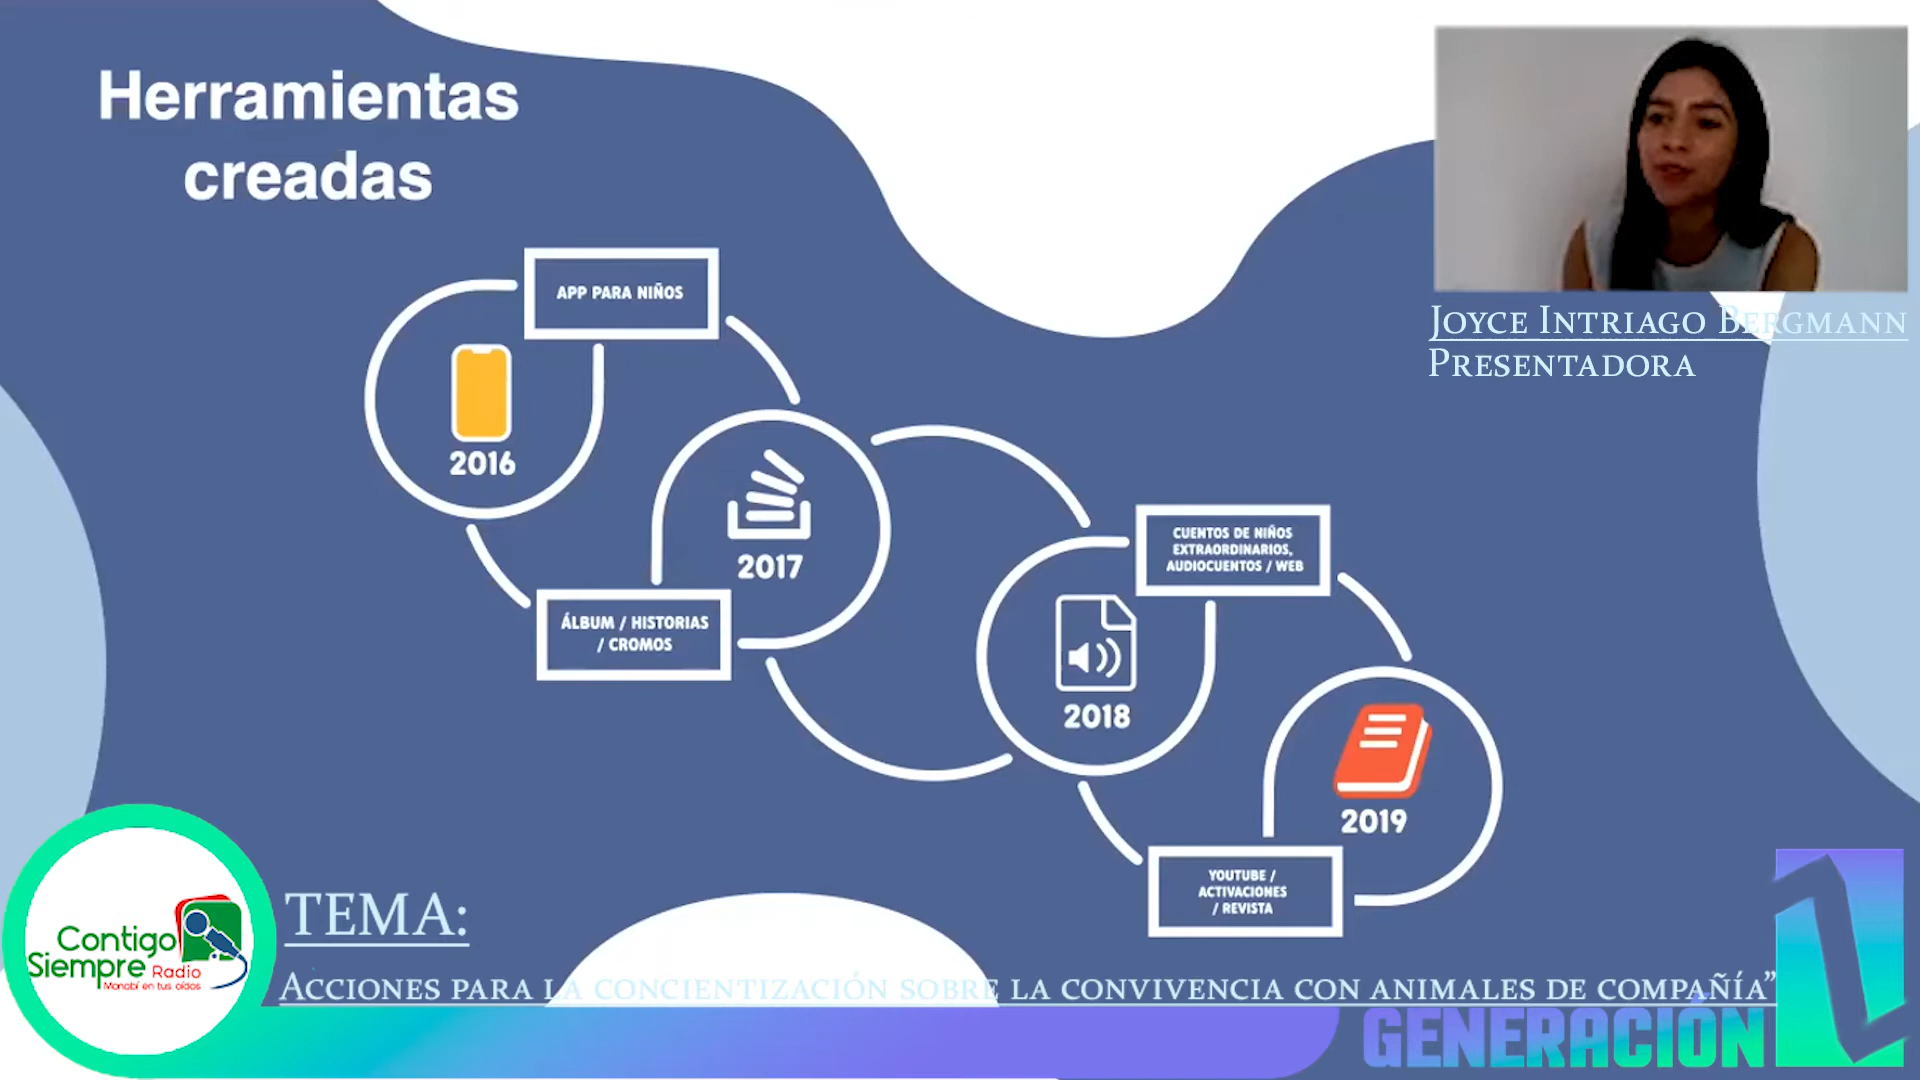 Herramientas
creadas
APP PARA NIÑOS
2016
2017
ÁLBUM / HISTORIAS
/ CROMOS
CUENTOS DE NIÑOS
EXTRAORDINARIOS,
AUDIOCUENTOS / WEB
2018
2019
YOUTUBE /
ACTIVACIONES
/ REVISTA
Joyce Intriago Bergmann
Presentadora
TEMA:
Acciones para la concientización sobre la convivencia con animales de compañía”
Contigo
Siempre Radio
Manabí en tus oídos
GENERACIÓN Z